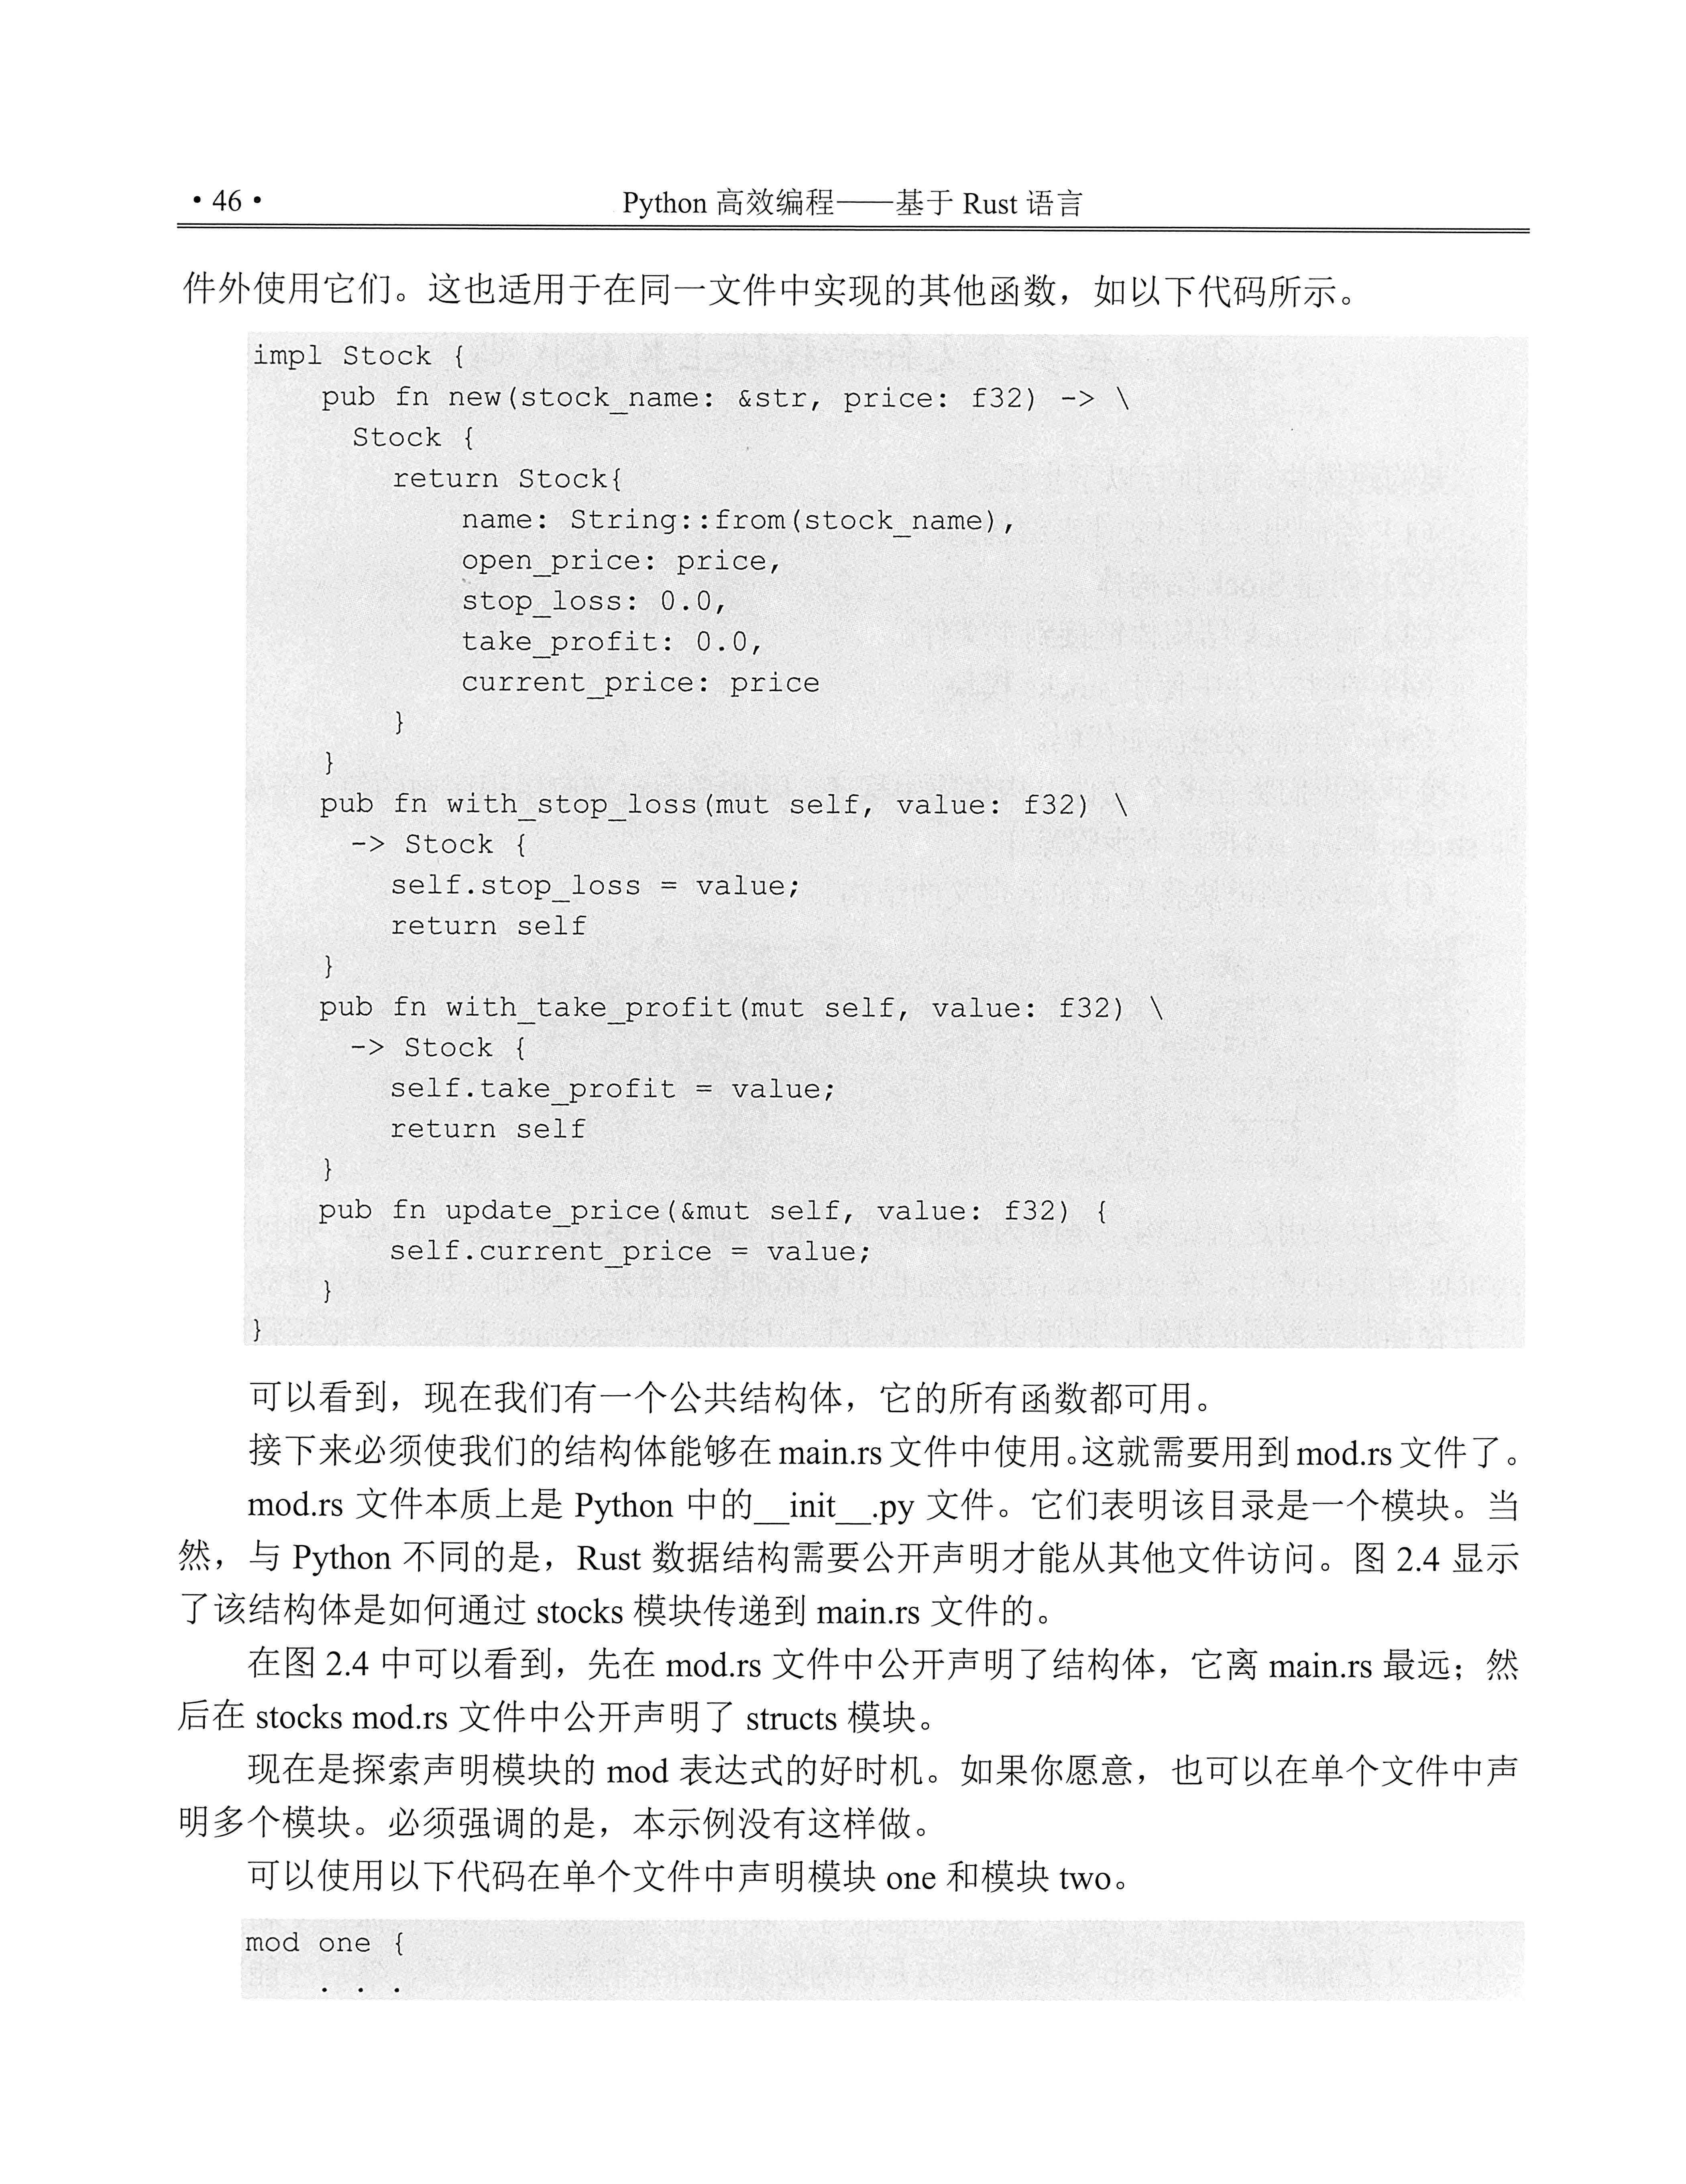 • 46 •
Python 高效编程——基于 Rust 语言
件外使用它们。这也适用于在同一文件中实现的其他函数，如以下代码所示。
impl Stock {
    pub fn new(stock_name: &str, price: f32) -> \
      Stock {
        return Stock{
            name: String::from(stock_name),
            open_price: price,
            stop_loss: 0.0,
            take_profit: 0.0,
            current_price: price
        }
    }
    pub fn with_stop_loss(mut self, value: f32) \
      -> Stock {
        self.stop_loss = value;
        return self
    }
    pub fn with_take_profit(mut self, value: f32) \
      -> Stock {
        self.take_profit = value;
        return self
    }
    pub fn update_price(&mut self, value: f32) {
        self.current_price = value;
    }
}
可以看到，现在我们有一个公共结构体，它的所有函数都可用。
接下来必须使我们的结构体能够在 main.rs 文件中使用。这就需要用到 mod.rs 文件了。
mod.rs 文件本质上是 Python 中的__init__.py 文件。它们表明该目录是一个模块。当
然，与 Python 不同的是，Rust 数据结构需要公开声明才能从其他文件访问。图 2.4 显示
了该结构体是如何通过 stocks 模块传递到 main.rs 文件的。
在图 2.4 中可以看到，先在 mod.rs 文件中公开声明了结构体，它离 main.rs 最远；然
后在 stocks mod.rs 文件中公开声明了 structs 模块。
现在是探索声明模块的 mod 表达式的好时机。如果你愿意，也可以在单个文件中声
明多个模块。必须强调的是，本示例没有这样做。
可以使用以下代码在单个文件中声明模块 one 和模块 two。
mod one {
    . . .